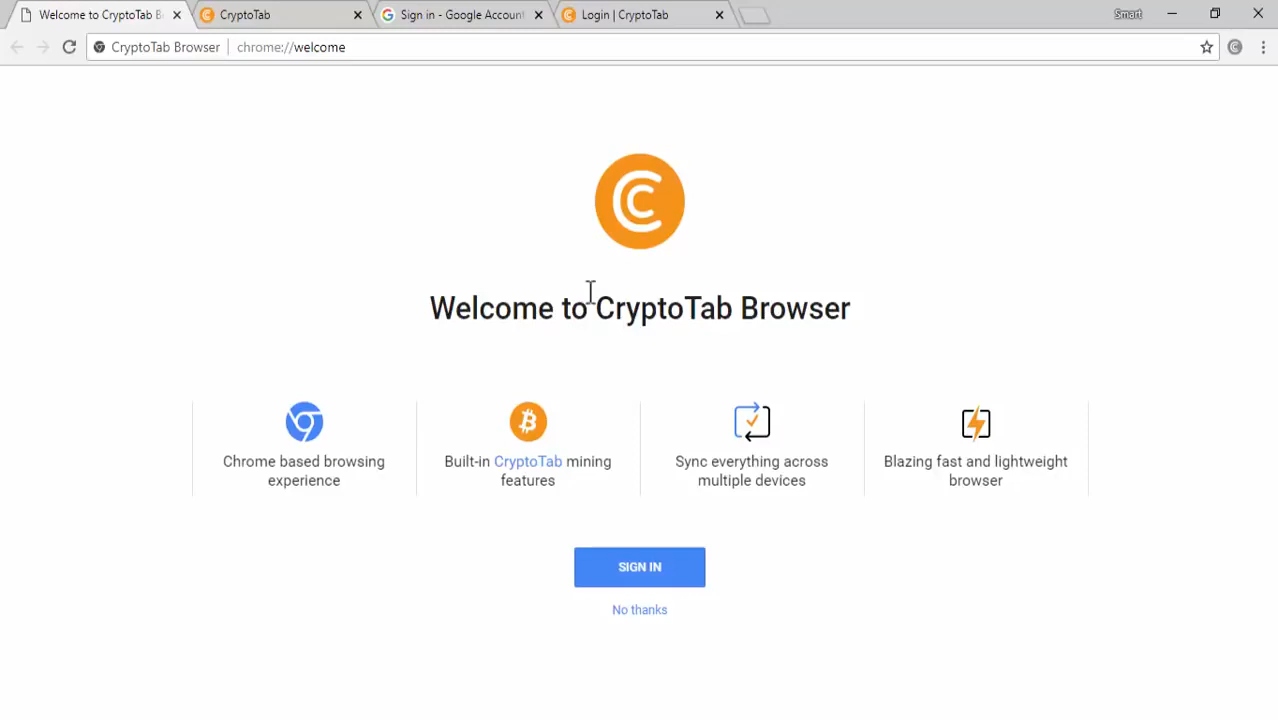 Welcome to CryptoTab B
CryptoTab
Sign in - Google Account
Login | CryptoTab
Smart
CryptoTab Browser
chrome://welcome
Welcome to CryptoTab Browser
Chrome based browsing
experience
Built-in CryptoTab mining
features
Sync everything across
multiple devices
Blazing fast and lightweight
browser
SIGN IN
No thanks